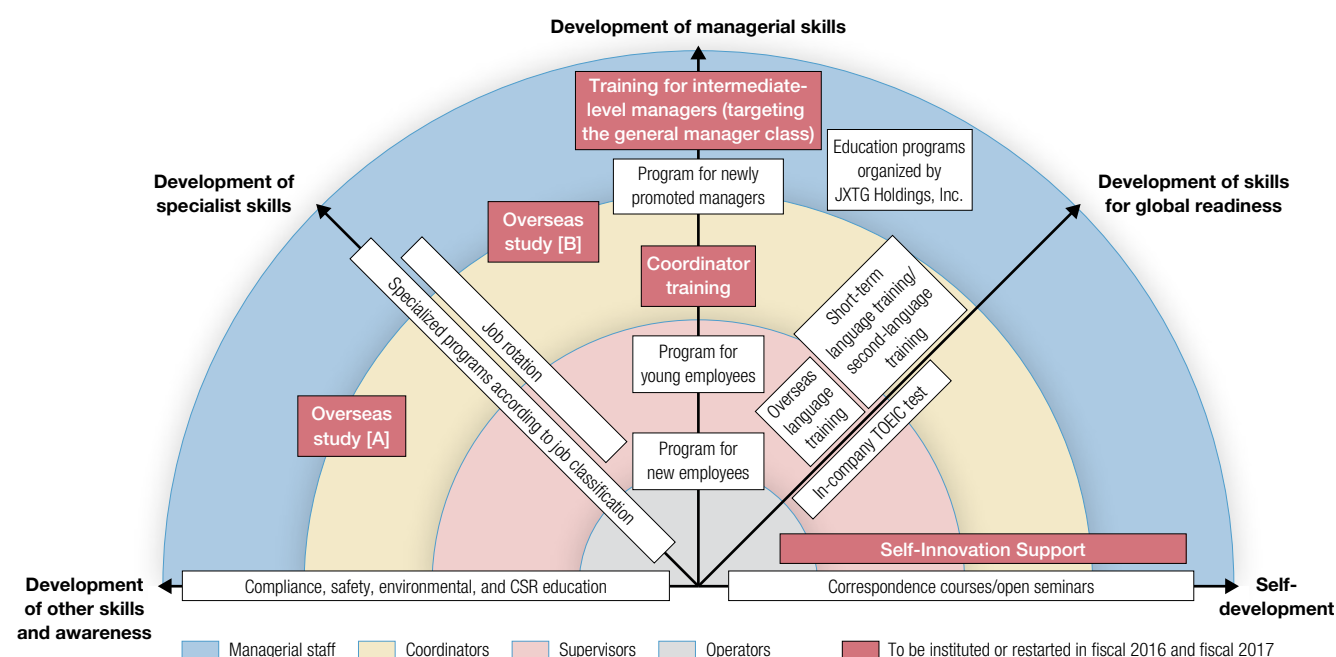 Development of managerial skills
Training for intermediate-
level managers (targeting
the general manager class)
Education programs
organized by
JXTG Holdings, Inc.
Program for newly
promoted managers
Development of
specialist skills
Development of skills
for global readiness
Overseas
study [B]
Coordinator
training
Short-term
language training/
second-language
training
Specialized programs according to job classification
Job rotation
Program for
young employees
Overseas
language
training
In-company TOEIC test
Overseas
study [A]
Program for
new employees
Self-Innovation Support
Development
of other skills
and awareness
Compliance, safety, environmental, and CSR education
Correspondence courses/open seminars
Self-
development
Managerial staff
Coordinators
Supervisors
Operators
To be instituted or restarted in fiscal 2016 and fiscal 2017